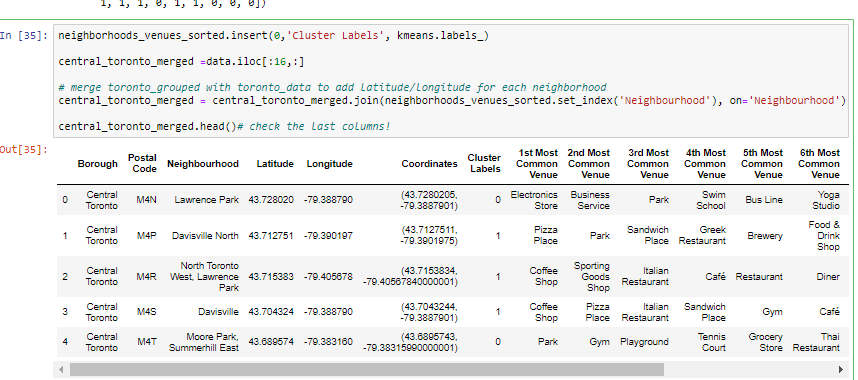 1, 1, 1, 0, 1, 1, 0, 0, 0])
In [35]: neighborhoods_venues_sorted.insert(0,'Cluster Labels', kmeans.labels_)
central_toronto_merged =data.iloc[:16,:]
# merge toronto_grouped with toronto_data to add latitude/longitude for each neighborhood
central_toronto_merged = central_toronto_merged.join(neighborhoods_venues_sorted.set_index('Neighbourhood'), on='Neighbourhood')
central_toronto_merged.head()# check the last columns!
Out[35]:
Borough Postal Code Neighbourhood Latitude Longitude Coordinates Cluster Labels 1st Most Common Venue 2nd Most Common Venue 3rd Most Common Venue 4th Most Common Venue 5th Most Common Venue 6th Most Common Venue
0 Central Toronto M4N Lawrence Park 43.728020 -79.388790 (43.7280205, -79.3887901) 0 Electronics Store Business Service Park Swim School Bus Line Yoga Studio
1 Central Toronto M4P Davisville North 43.712751 -79.390197 (43.7127511, -79.3901975) 1 Pizza Place Park Sandwich Place Greek Restaurant Brewery Food & Drink Shop
2 Central Toronto M4R North Toronto West, Lawrence Park 43.715383 -79.405678 (43.7153834, -79.40567840000001) 1 Coffee Shop Sporting Goods Shop Italian Restaurant Café Restaurant Diner
3 Central Toronto M4S Davisville 43.704324 -79.388790 (43.7043244, -79.3887901) 1 Coffee Shop Pizza Place Italian Restaurant Sandwich Place Gym Café
4 Central Toronto M4T Moore Park, Summerhill East 43.689574 -79.383160 (43.6895743, -79.38315990000001) 0 Park Gym Playground Tennis Court Grocery Store Thai Restaurant